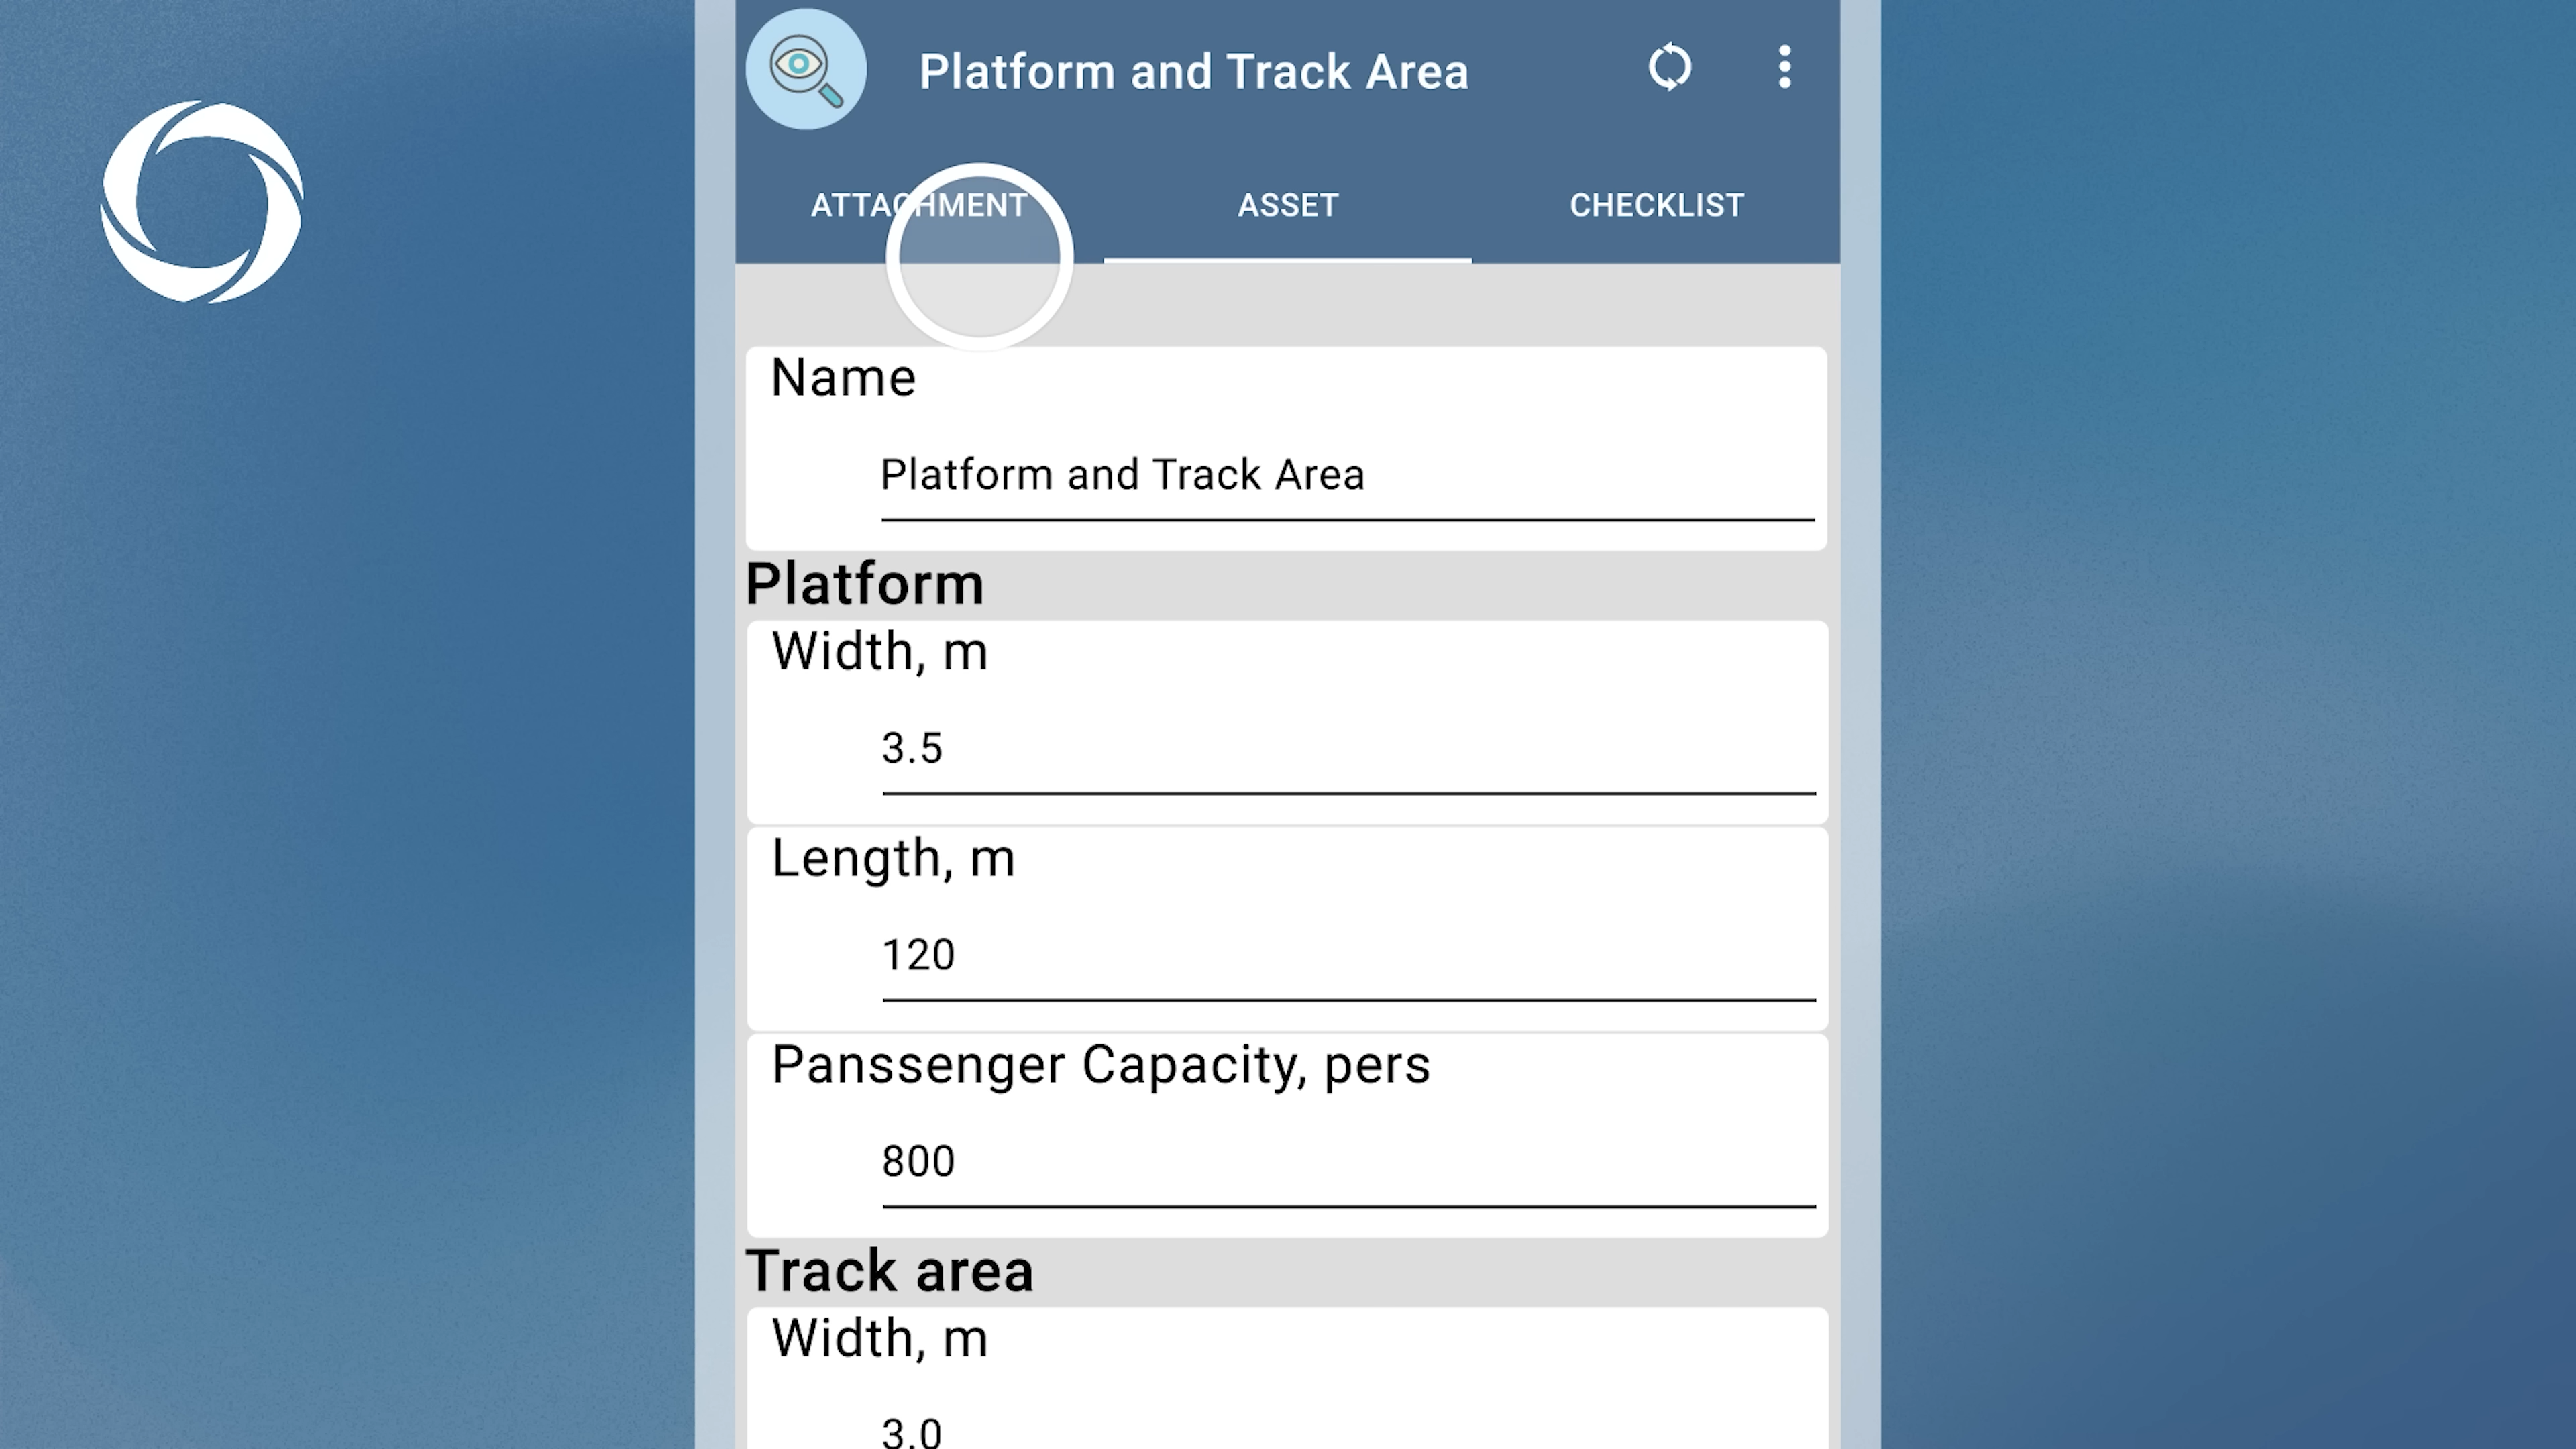 Platform and Track Area
ATTACHMENT ASSET CHECKLIST
Name
Platform and Track Area
Platform
Width, m
3.5
Length, m
120
Panssenger Capacity, pers
800
Track area
Width, m
3.0